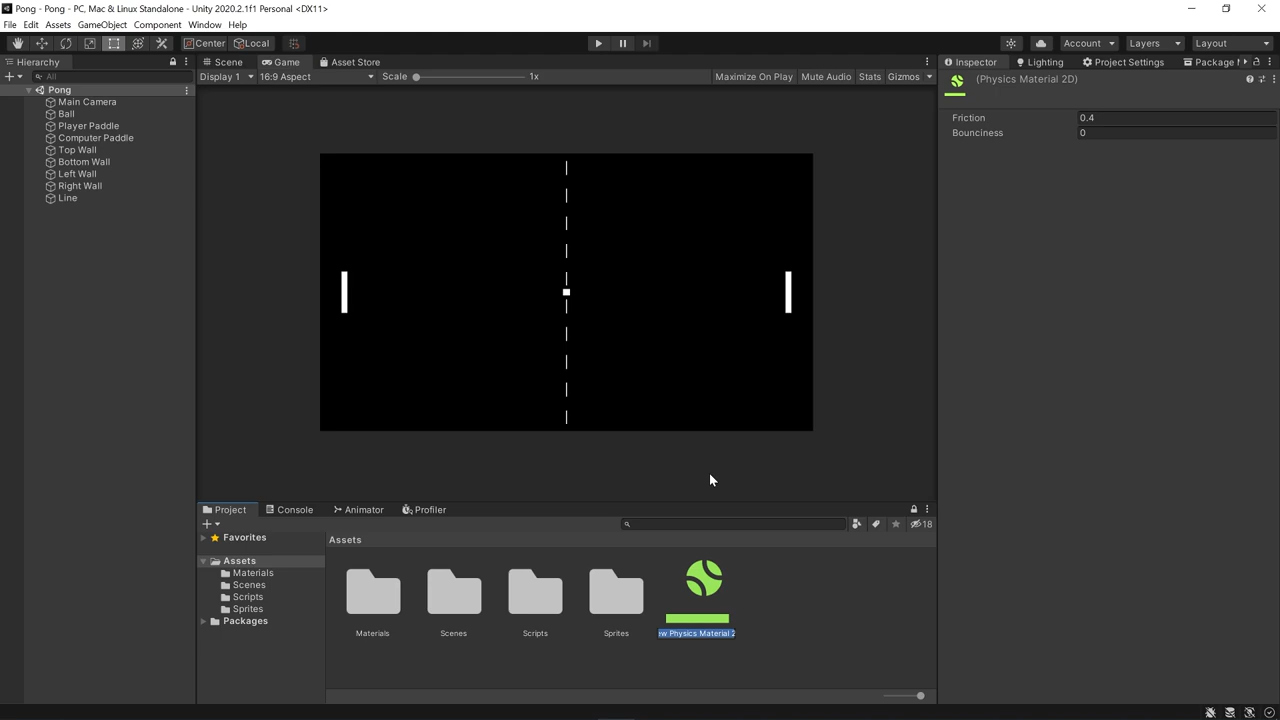 Pong - Pong - PC, Mac & Linux Standalone - Unity 2020.2.1f1 Personal <DX11>
File Edit Assets GameObject Component Window Help
Center Local Account Layers Layout
Hierarchy Scene Game Asset Store Inspector Lighting Project Settings Package M
All Display 1 16:9 Aspect Scale 1x Maximize On Play Mute Audio Stats Gizmos (Physics Material 2D)
Pong
Main Camera
Ball
Player Paddle
Computer Paddle
Top Wall
Bottom Wall
Left Wall
Right Wall
Line
Friction 0.4
Bounciness 0
Project Console Animator Profiler
18
Favorites
Assets
Assets
Materials
Scenes
Scripts
Sprites
Packages
Materials Scenes Scripts Sprites w Physics Material 2